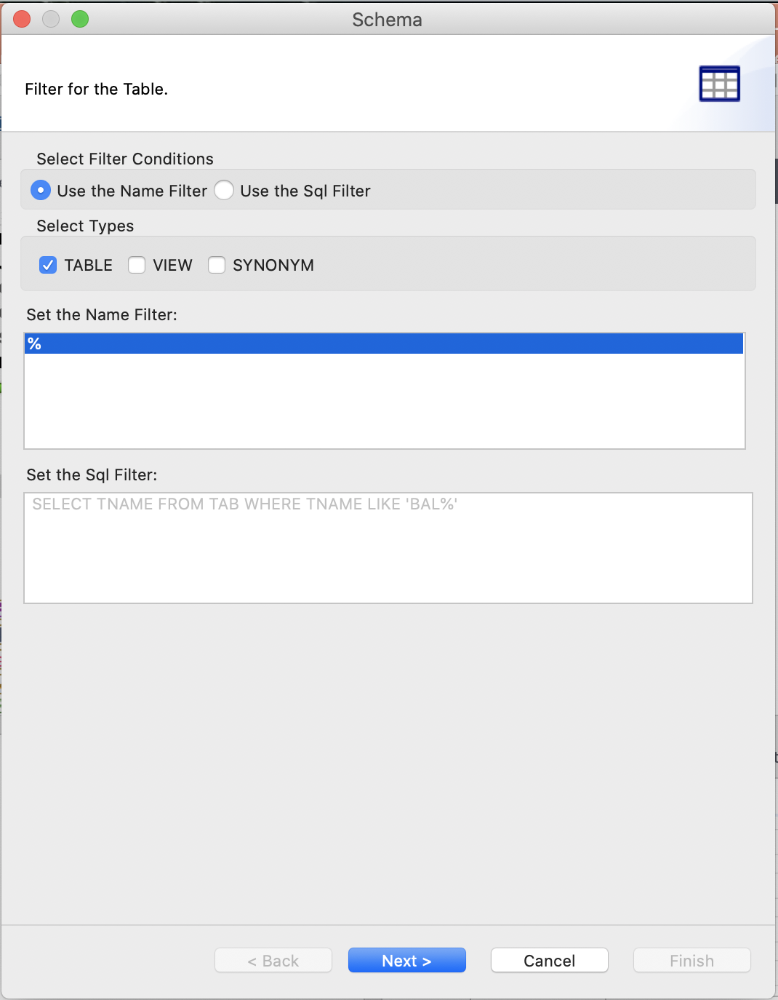 Schema
Filter for the Table.
Select Filter Conditions
Use the Name Filter Use the Sql Filter
Select Types
TABLE VIEW SYNONYM
Set the Name Filter:
%
Set the Sql Filter:
SELECT TNAME FROM TAB WHERE TNAME LIKE 'BAL%'
< Back Next > Cancel Finish